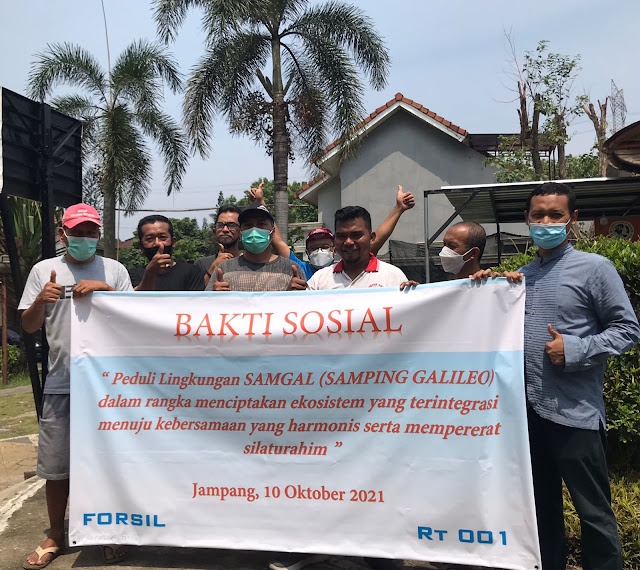 BAKTI SOSIAL
“ Peduli Lingkungan SAMGAL (SAMPING GALILEO)
dalam rangka menciptakan ekosistem yang terintegrasi
menuju kebersamaan yang harmonis serta mempererat
silaturahim ”
Jampang, 10 Oktober 2021
FORSIL
RT 001